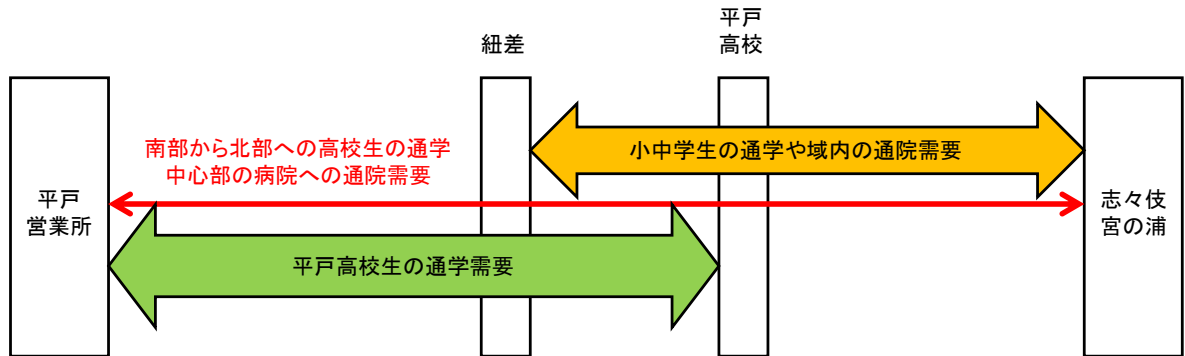 紐差
平戸
高校
南部から北部への高校生の通学
中心部の病院への通院需要
小中学生の通学や域内の通院需要
平戸
営業所
志々伎
宮の浦
平戸高校生の通学需要